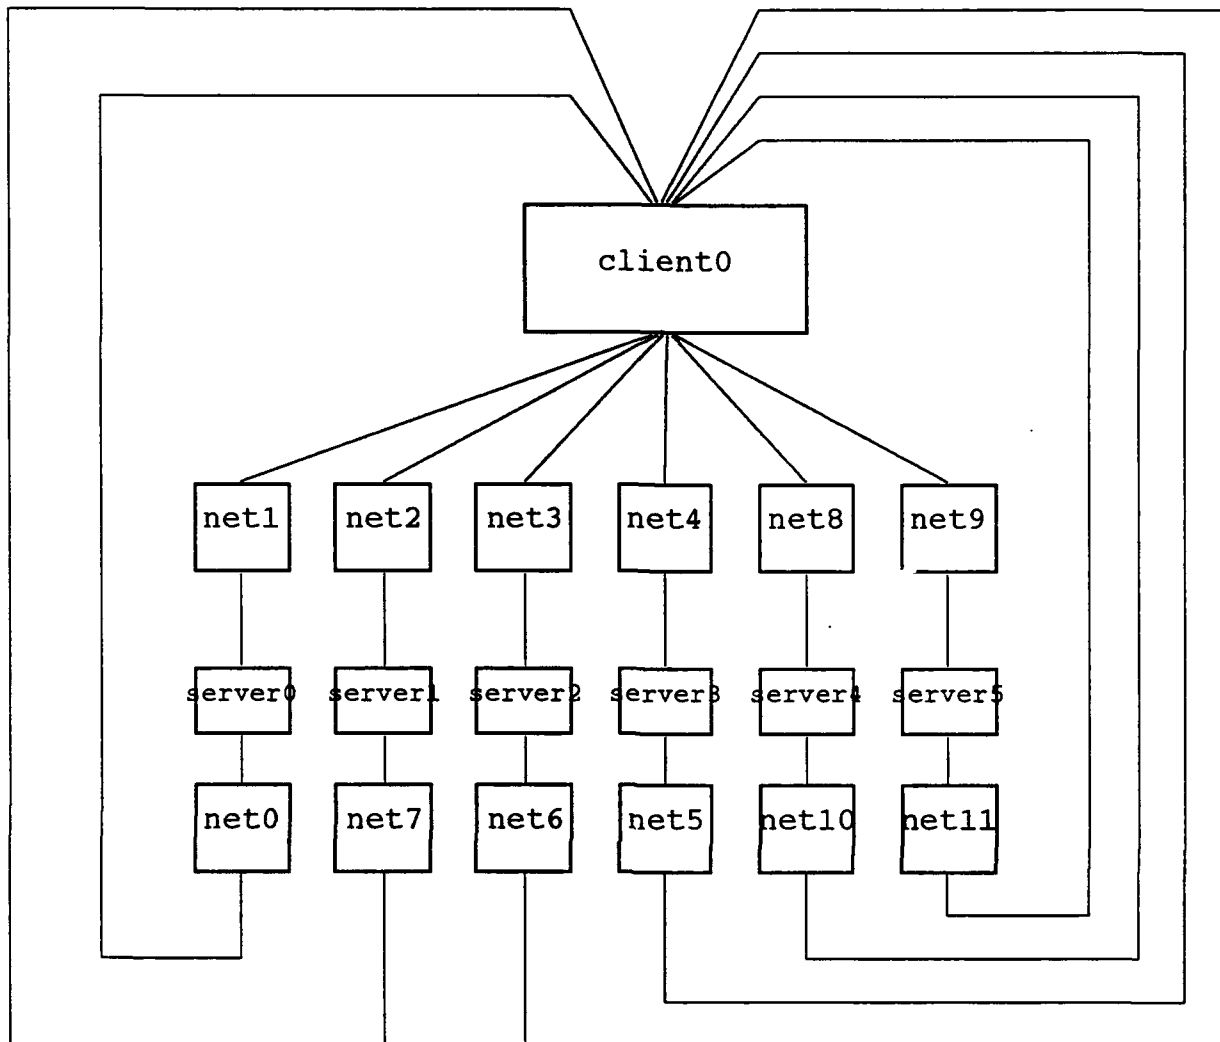 client0
net1 net2 net3 net4 net8 net9
server0 server1 server2 server3 server4 server5
net0 net7 net6 net5 net10 net11